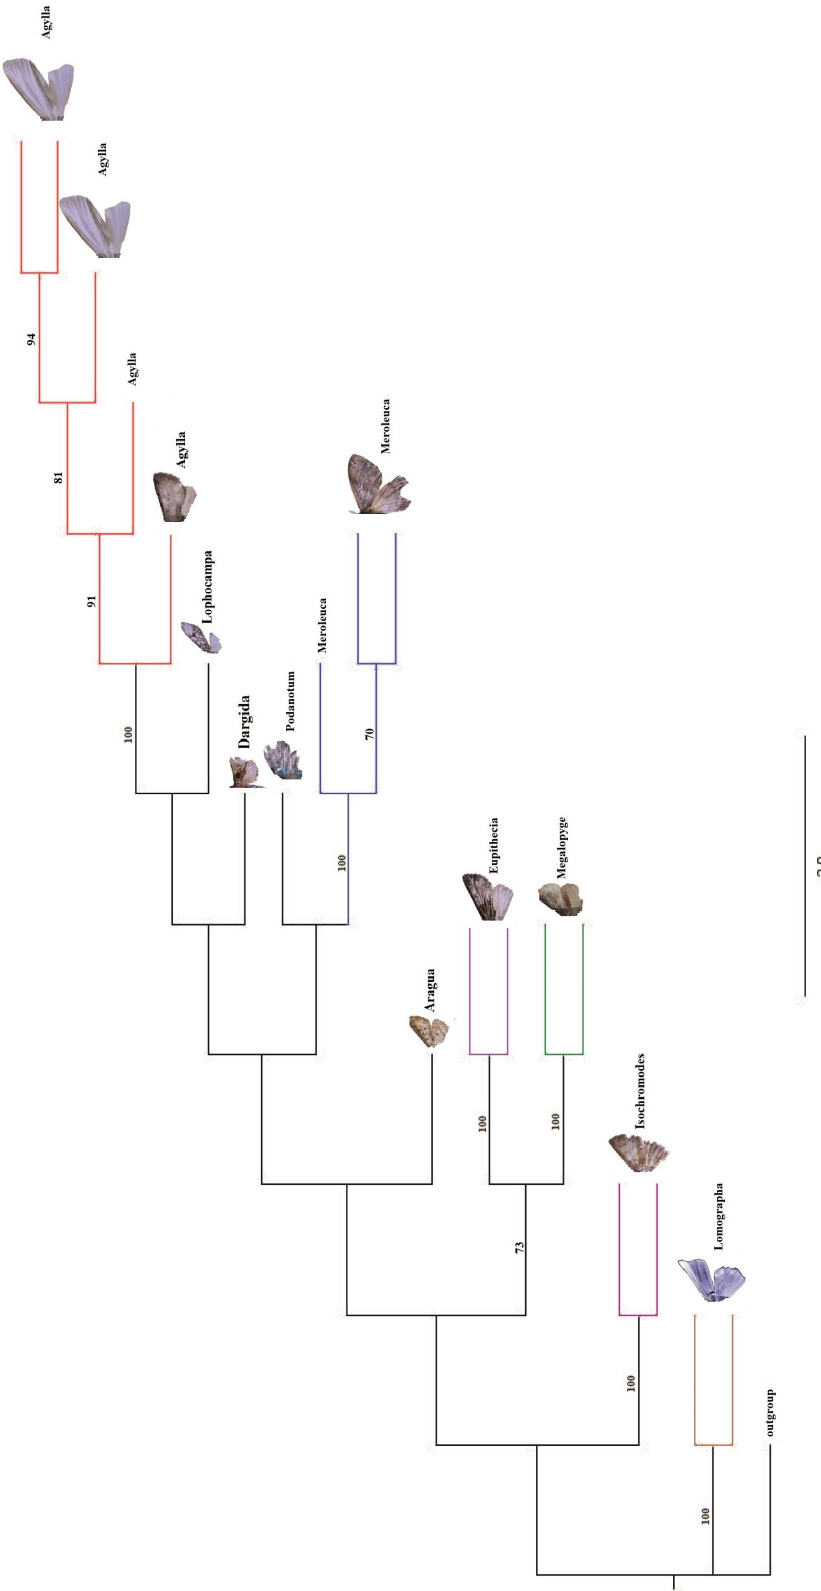 Agylla
Agylla
94
Agylla
Meroleuca
Agylla
81
Lophocampa
91
Meroleuca
Podanotum
Dargida
100
70
Eupithecia
Megalopyge
100
Aragua
Isochromodes
100
100
Lomographa
73
100
outgroup
100